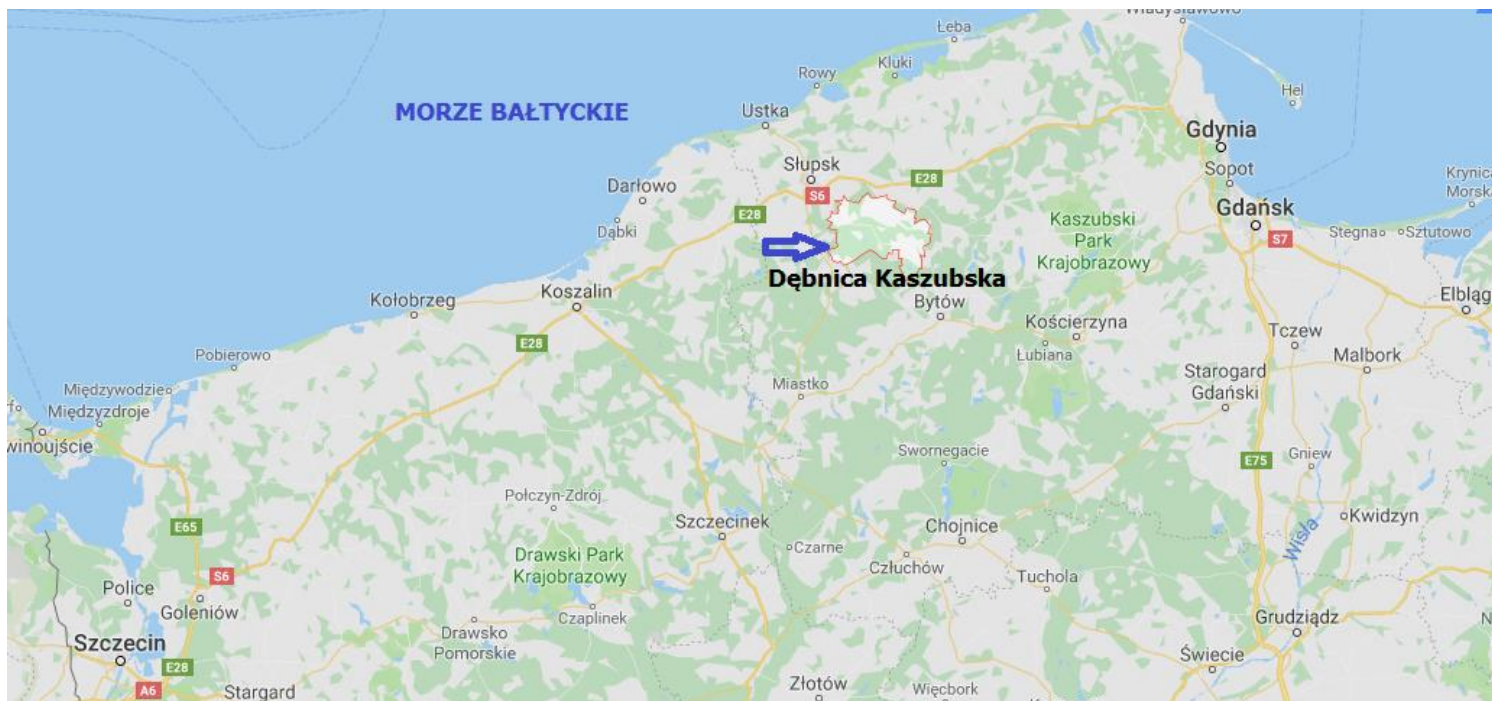 Władysławowo
Łeba
Kluki
Rowy
Hel
MORZE BAŁTYCKIE
Ustka
Gdynia
Słupsk
Sopot
E28
Krynica
Morska
Darłowo
S6
E28
Kaszubski
Park
Krajobrazowy
Gdańsk
S7
Stegna
Sztutowo
Dąbki
Dębnica Kaszubska
Kołobrzeg
Koszalin
Bytów
Elbląg
Kościerzyna
Tczew
E28
Łubiana
Malbork
Pobierowo
Starogard
Gdański
Międzywodzie
Miastko
Międzyzdroje
winoujście
Swornegacie
Gniew
E75
Połczyn-Zdrój
Szczecinek
Chojnice
Kwidzyn
E65
Wisła
Drawski Park
Krajobrazowy
Czarne
Człuchów
S6
Tuchola
Police
Goleniów
Czaplinek
Grudziądz
Drawsko
Pomorskie
Szczecin
Świecie
E28
A6
Stargard
Złotów
Więcbork